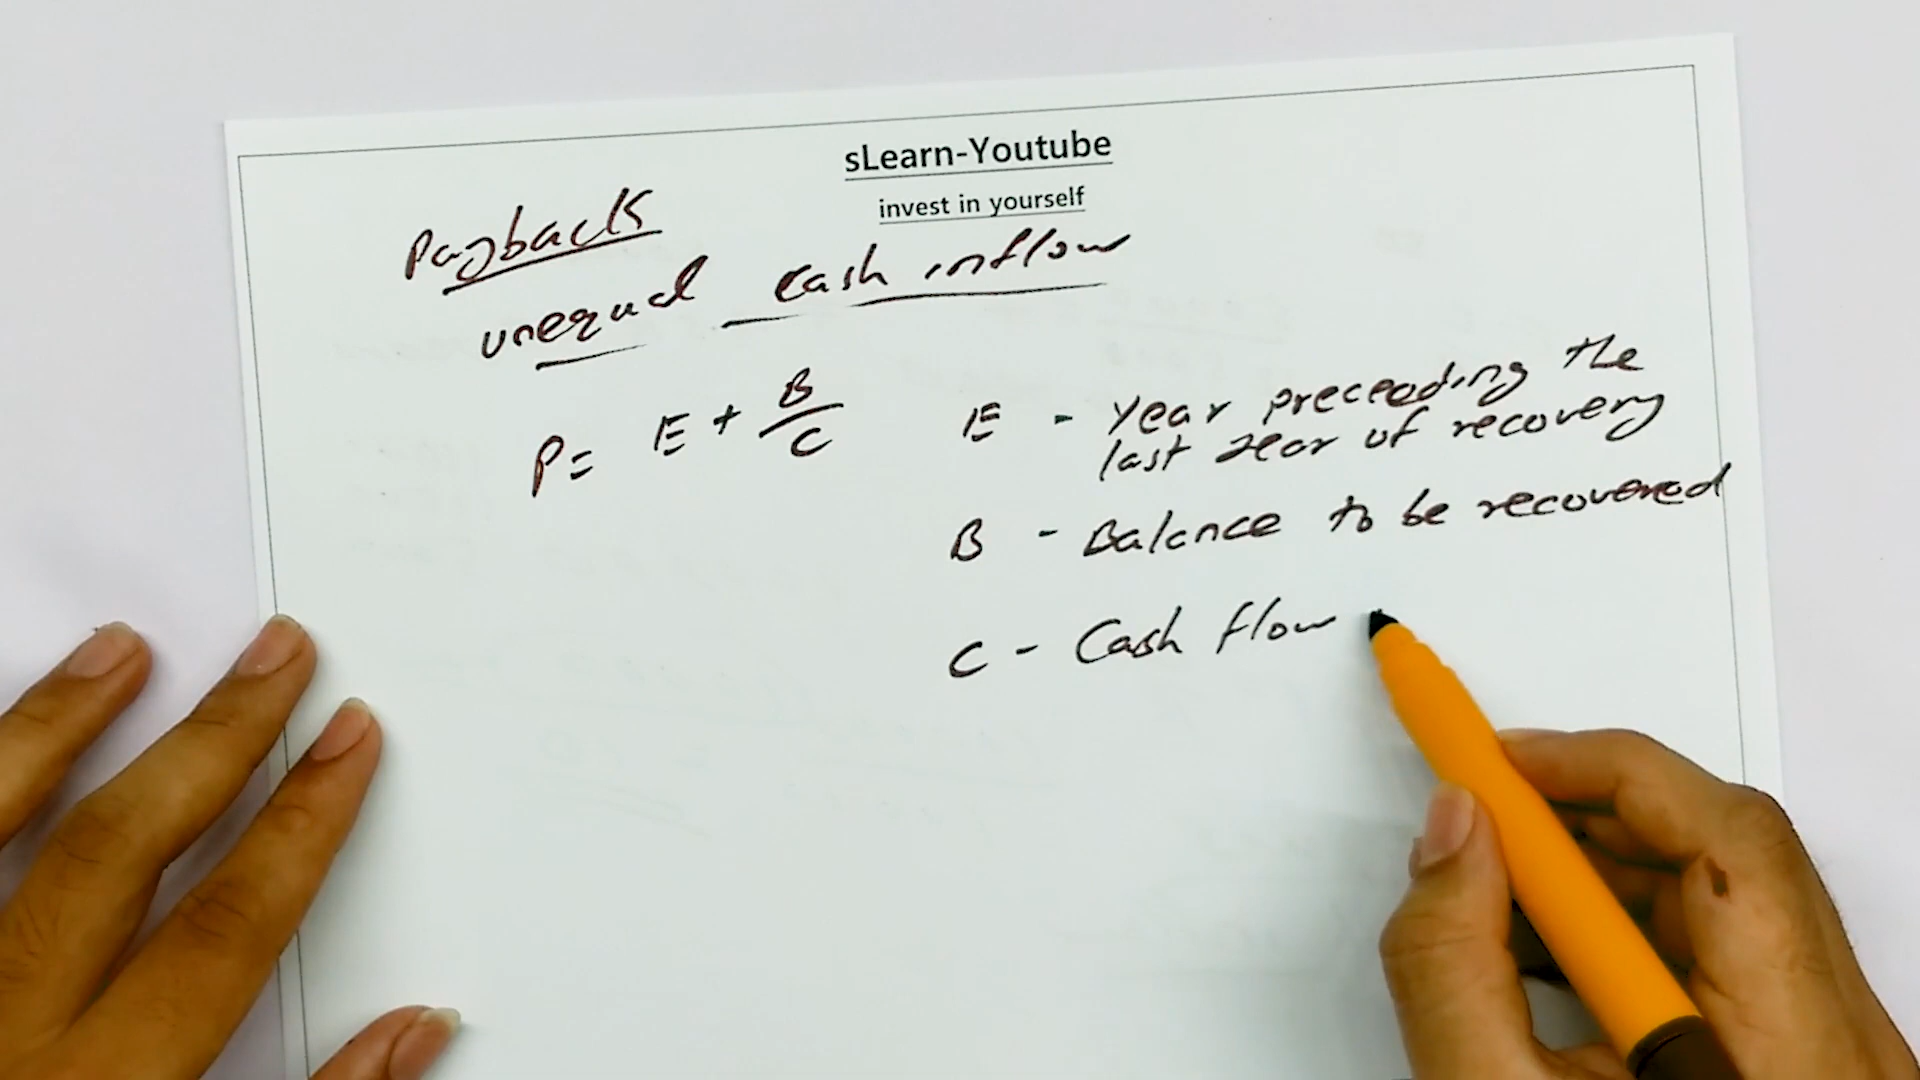 sLearn-Youtube
invest in yourself
Payback
unequal cash inflow
P = E + B/C
E - Year preceeding the
last year of recovery
B - Balance to be recovered
C - Cash flow